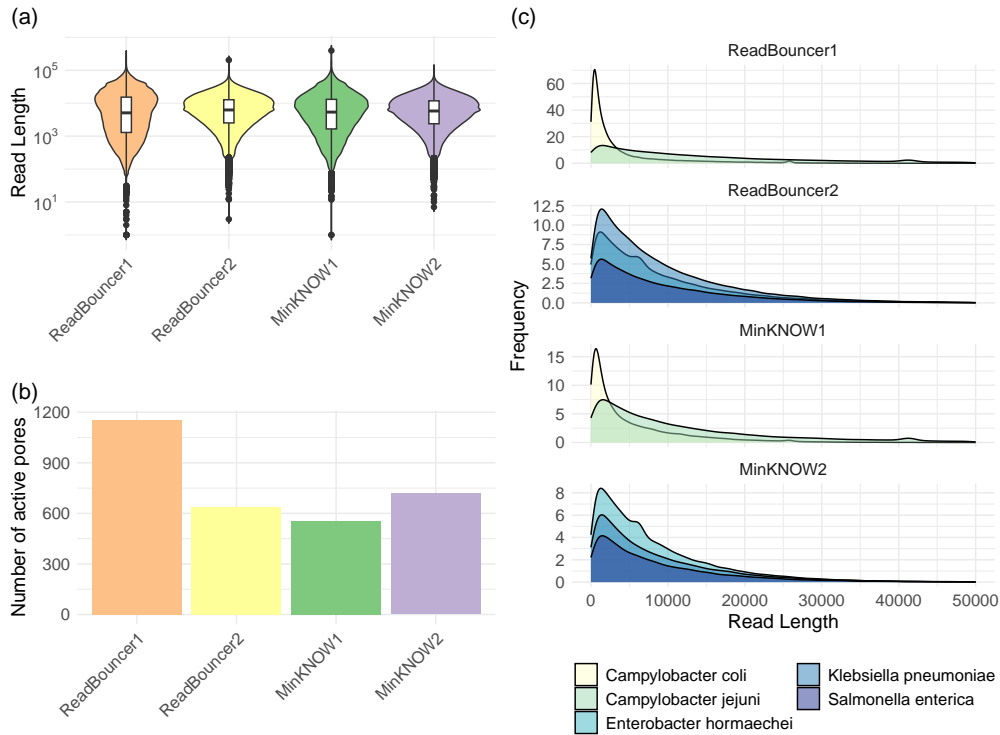 (a)
Read Length
10^5
10^3
10^1
ReadBouncer1
ReadBouncer2
MinKNOW1
MinKNOW2
(b)
Number of active pores
1200
900
600
300
0
ReadBouncer1
ReadBouncer2
MinKNOW1
MinKNOW2
(c)
Frequency
ReadBouncer1
60
40
20
0
ReadBouncer2
12.5
10.0
7.5
5.0
2.5
0.0
MinKNOW1
15
10
5
0
MinKNOW2
8
6
4
2
0
0 10000 20000 30000 40000 50000
Read Length
Campylobacter coli
Campylobacter jejuni
Enterobacter hormaechei
Klebsiella pneumoniae
Salmonella enterica